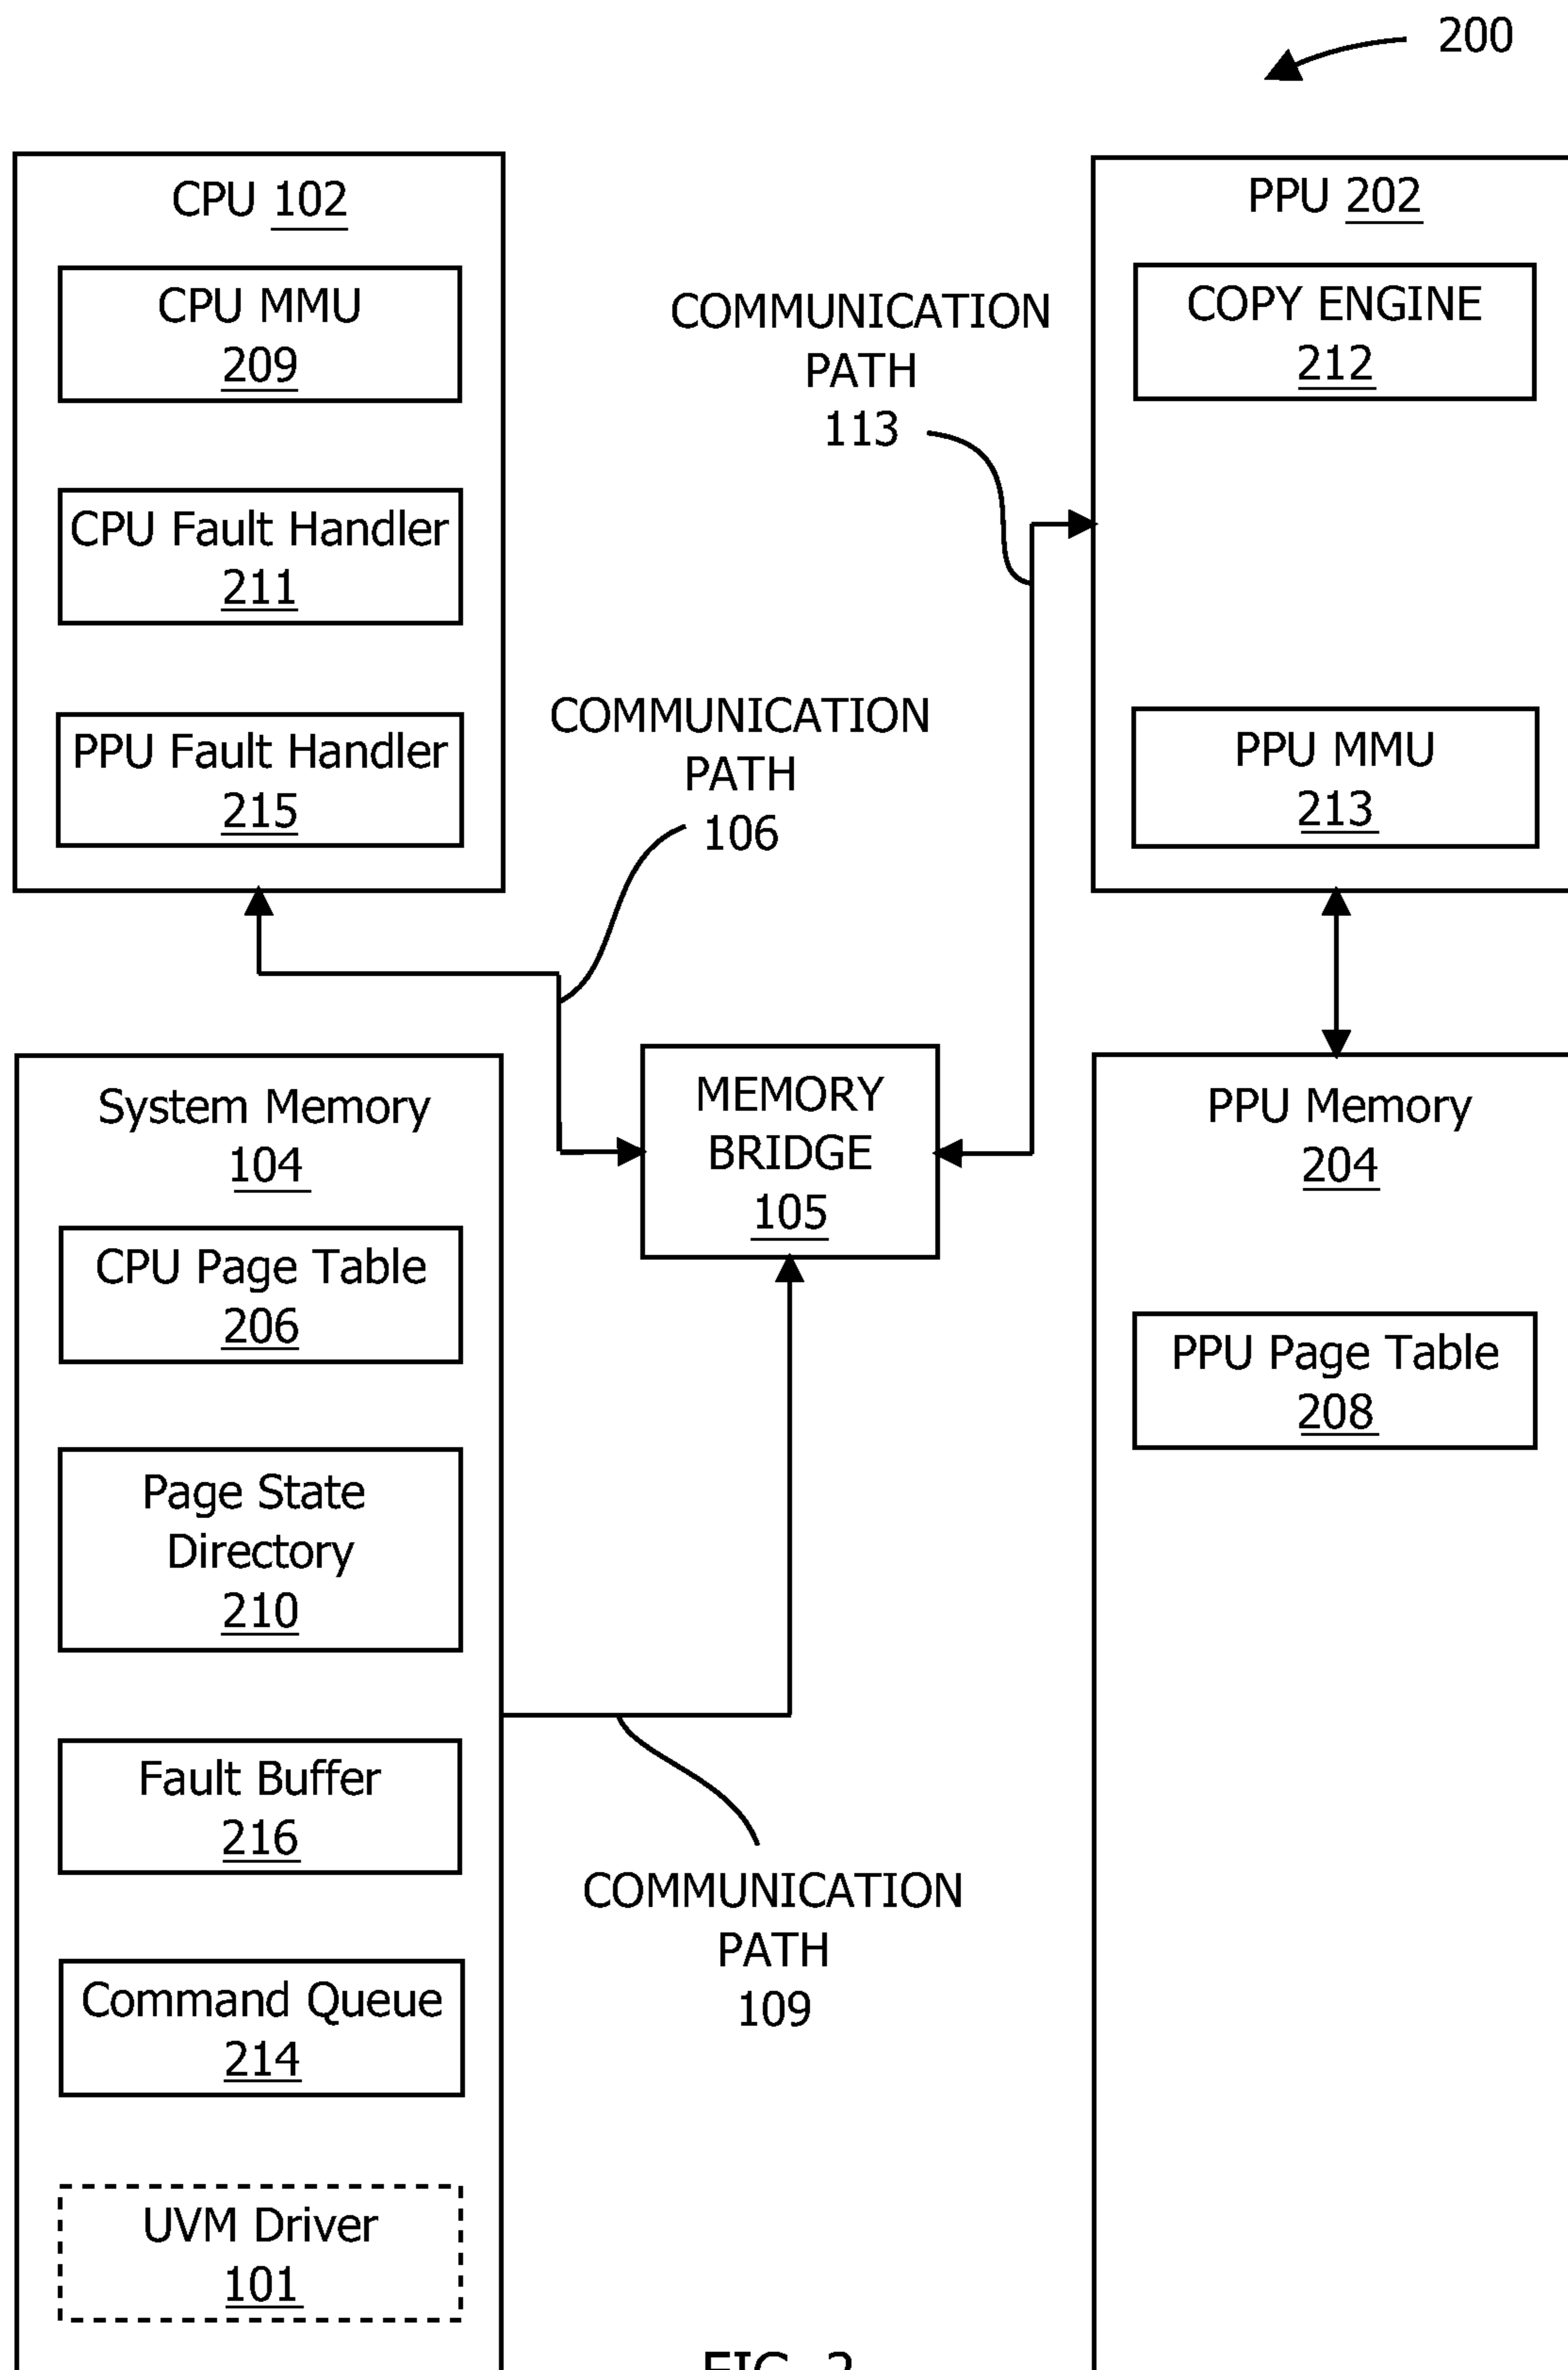 200
CPU 102
CPU MMU
209
CPU Fault Handler
211
PPU Fault Handler
215
COMMUNICATION
PATH
113
COMMUNICATION
PATH
106
PPU 202
COPY ENGINE
212
PPU MMU
213
System Memory
104
CPU Page Table
206
Page State
Directory
210
Fault Buffer
216
Command Queue
214
UVM Driver
101
MEMORY
BRIDGE
105
COMMUNICATION
PATH
109
PPU Memory
204
PPU Page Table
208
FIG. 2